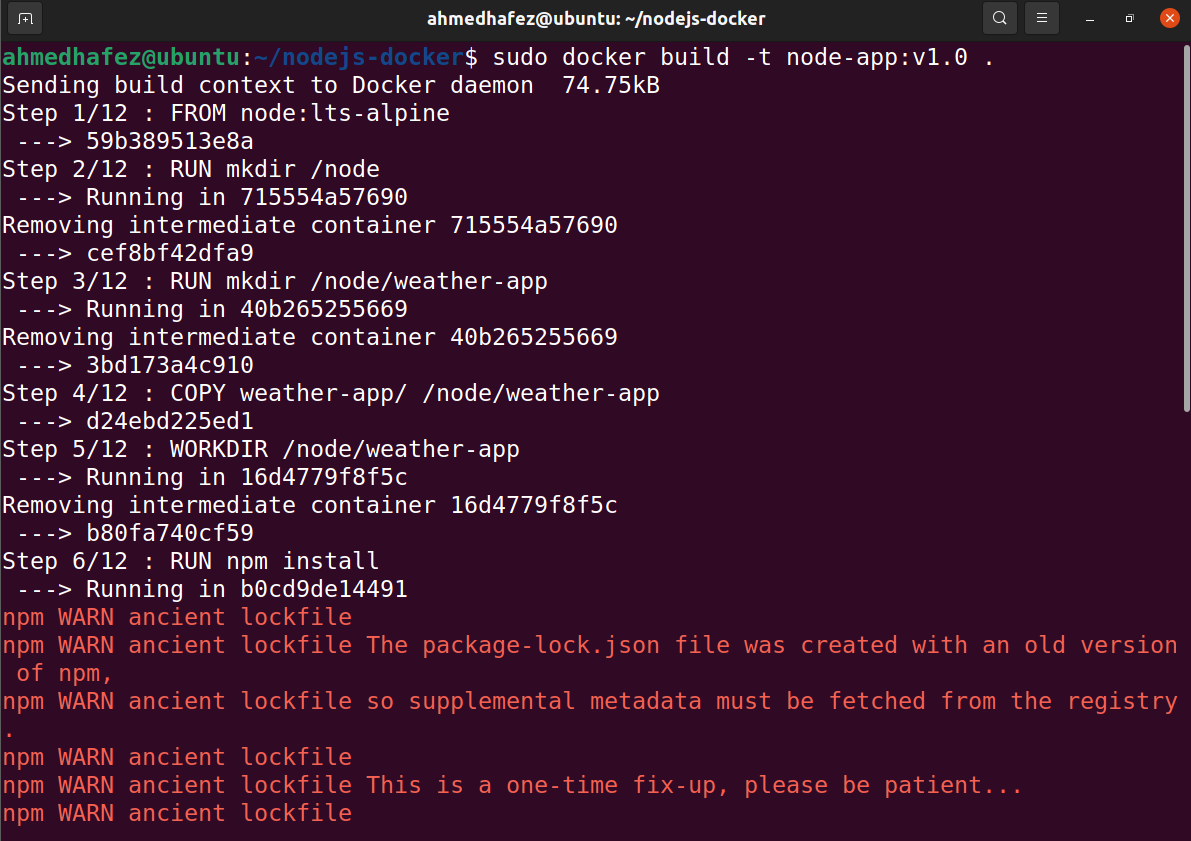 ahmedhafez@ubuntu: ~/nodejs-docker
ahmedhafez@ubuntu:~/nodejs-docker$ sudo docker build -t node-app:v1.0 .
Sending build context to Docker daemon  74.75kB
Step 1/12 : FROM node:lts-alpine
 ---> 59b389513e8a
Step 2/12 : RUN mkdir /node
 ---> Running in 715554a57690
Removing intermediate container 715554a57690
 ---> cef8bf42dfa9
Step 3/12 : RUN mkdir /node/weather-app
 ---> Running in 40b265255669
Removing intermediate container 40b265255669
 ---> 3bd173a4c910
Step 4/12 : COPY weather-app/ /node/weather-app
 ---> d24ebd225ed1
Step 5/12 : WORKDIR /node/weather-app
 ---> Running in 16d4779f8f5c
Removing intermediate container 16d4779f8f5c
 ---> b80fa740cf59
Step 6/12 : RUN npm install
 ---> Running in b0cd9de14491
npm WARN ancient lockfile
npm WARN ancient lockfile The package-lock.json file was created with an old version
 of npm,
npm WARN ancient lockfile so supplemental metadata must be fetched from the registry
.
npm WARN ancient lockfile
npm WARN ancient lockfile This is a one-time fix-up, please be patient...
npm WARN ancient lockfile